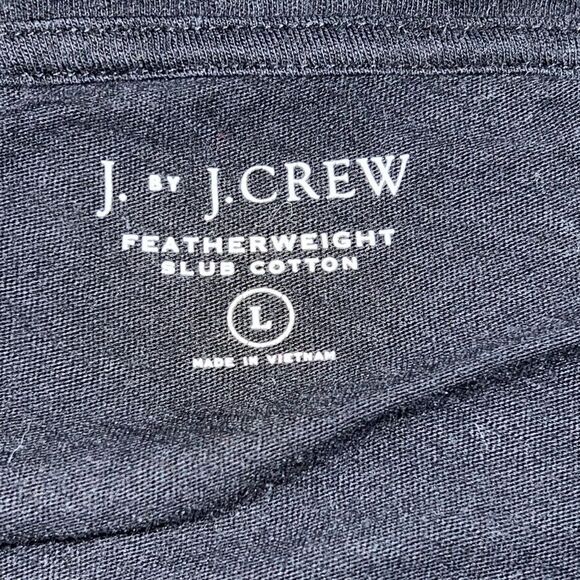 J. BY J.CREW
FEATHERWEIGHT
SLUB COTTON
L
MADE IN VIETNAM